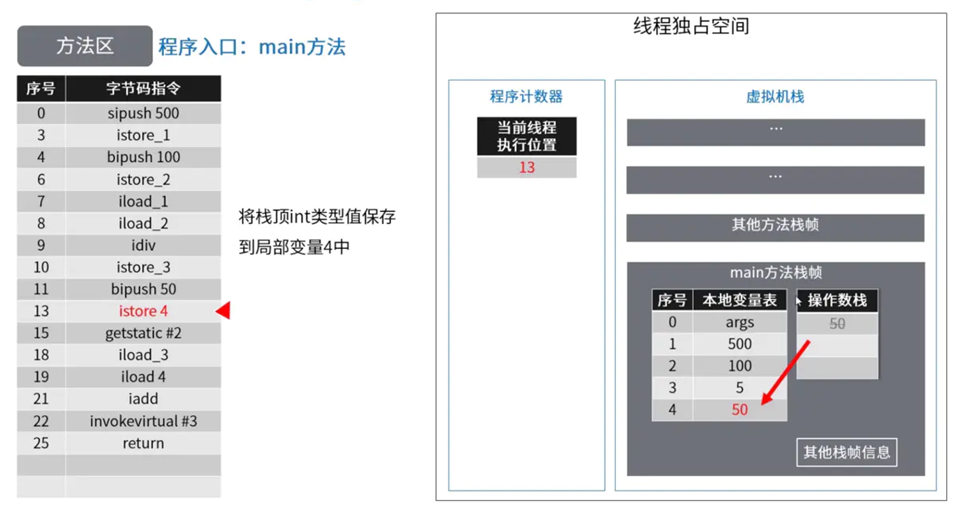 方法区
程序入口：main方法
序号 字节码指令
0 sipush 500
3 istore_1
4 bipush 100
6 istore_2
7 iload_1
8 iload_2
9 idiv
10 istore_3
11 bipush 50
13 istore 4
15 getstatic #2
18 iload_3
19 iload 4
21 iadd
22 invokevirtual #3
25 return
将栈顶int类型值保存
到局部变量4中
线程独占空间
程序计数器
当前线程
执行位置
13
虚拟机栈
...
...
其他方法栈帧
main方法栈帧
序号 本地变量表
0 args
1 500
2 100
3 5
4 50
操作数栈
50
其他栈帧信息